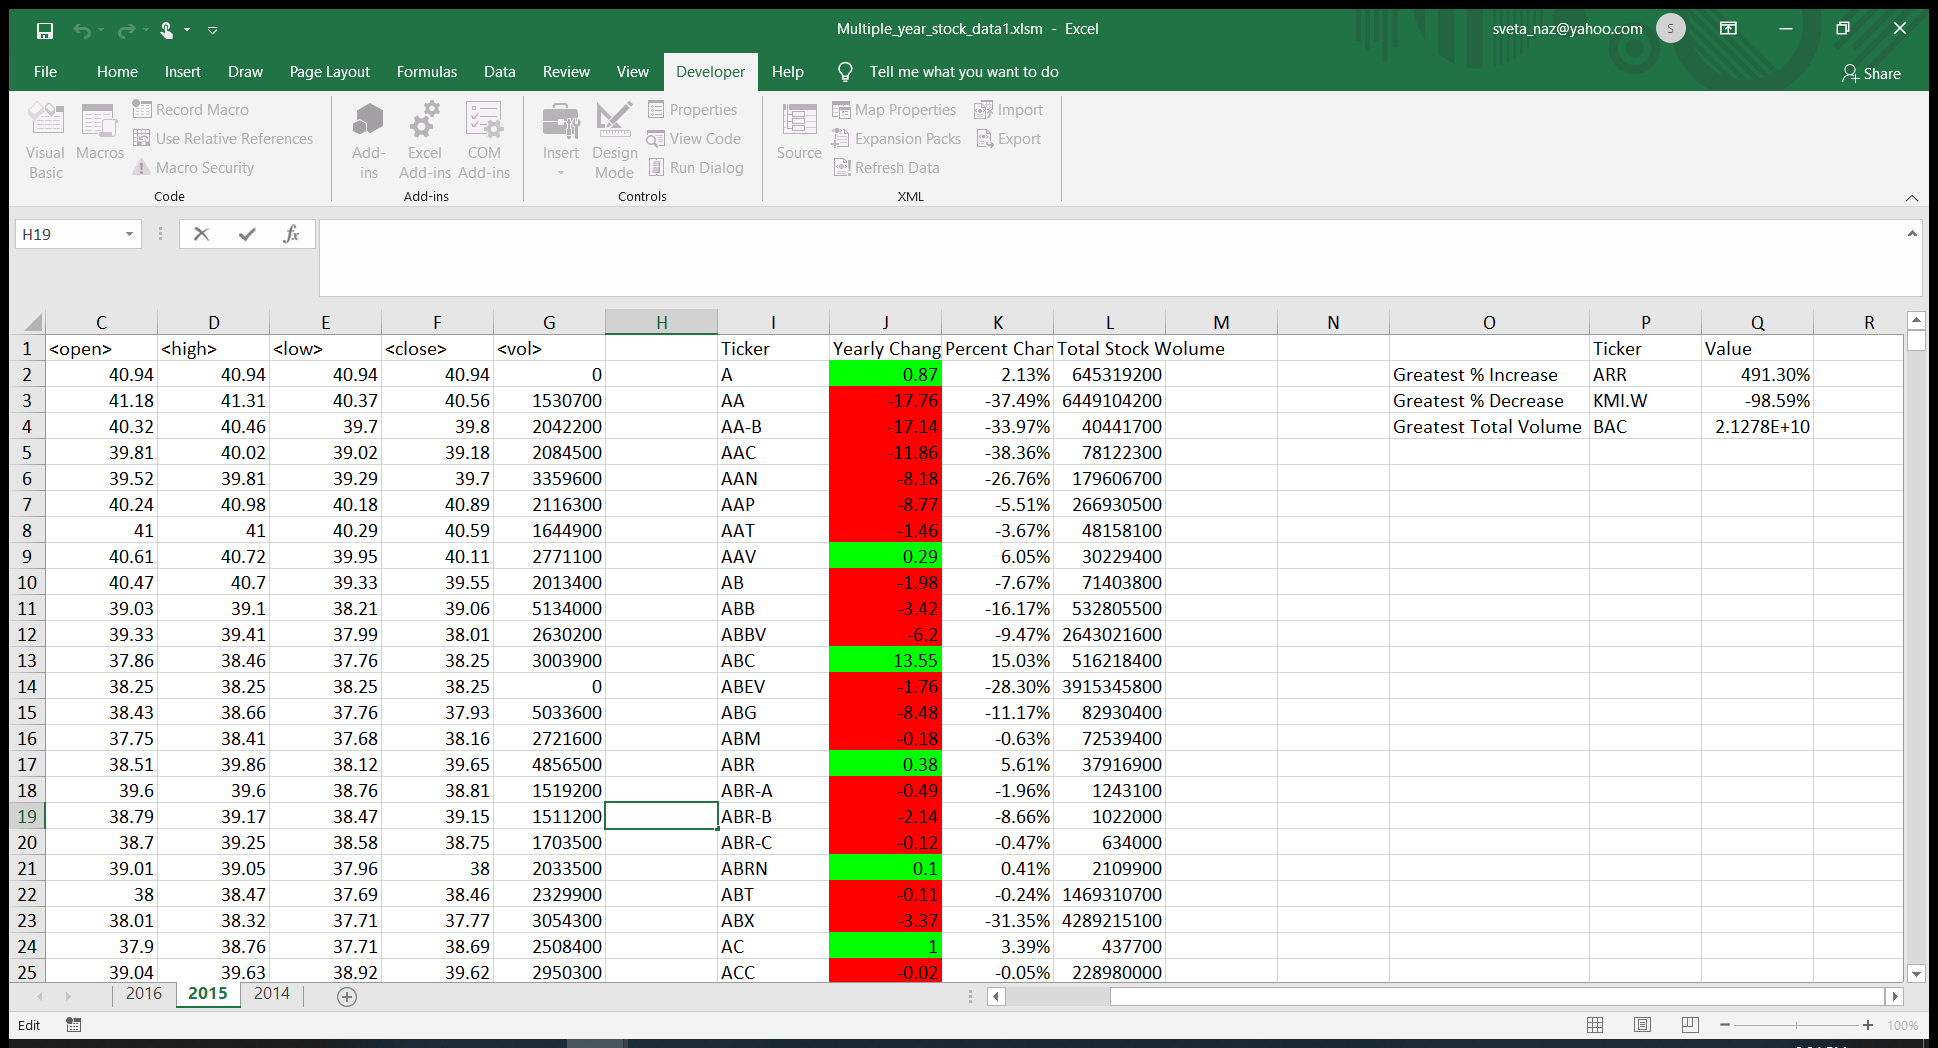 Multiple_year_stock_data1.xlsm - Excel
sveta_naz@yahoo.com S
File Home Insert Draw Page Layout Formulas Data Review View Developer Help Tell me what you want to do Share
Visual Basic
Macros
Record Macro
Use Relative References
Macro Security
Code
Add-ins
Excel Add-ins
COM Add-ins
Add-ins
Insert
Design Mode
Properties
View Code
Run Dialog
Controls
Source
Map Properties
Expansion Packs
Refresh Data
Import
Export
XML
H19 fx
C D E F G H I J K L M N O P Q R
1 <open> <high> <low> <close> <vol> Ticker Yearly Chang Percent Char Total Stock Wolume Ticker Value
2 40.94 40.94 40.94 40.94 0 A 0.87 2.13% 645319200 Greatest % Increase ARR 491.30%
3 41.18 41.31 40.37 40.56 1530700 AA -17.76 -37.49% 6449104200 Greatest % Decrease KMI.W -98.59%
4 40.32 40.46 39.7 39.8 2042200 AA-B -17.14 -33.97% 40441700 Greatest Total Volume BAC 2.1278E+10
5 39.81 40.02 39.02 39.18 2084500 AAC -11.86 -38.36% 78122300
6 39.52 39.81 39.29 39.7 3359600 AAN -8.18 -26.76% 179606700
7 40.24 40.98 40.18 40.89 2116300 AAP -8.77 -5.51% 266930500
8 41 41 40.29 40.59 1644900 AAT -1.46 -3.67% 48158100
9 40.61 40.72 39.95 40.11 2771100 AAV 0.29 6.05% 30229400
10 40.47 40.7 39.33 39.55 2013400 AB -1.98 -7.67% 71403800
11 39.03 39.1 38.21 39.06 5134000 ABB -3.42 -16.17% 532805500
12 39.33 39.41 37.99 38.01 2630200 ABBV -6.2 -9.47% 2643021600
13 37.86 38.46 37.76 38.25 3003900 ABC 13.55 15.03% 516218400
14 38.25 38.25 38.25 38.25 0 ABEV -1.76 -28.30% 3915345800
15 38.43 38.66 37.76 37.93 5033600 ABG -8.48 -11.17% 82930400
16 37.75 38.41 37.68 38.16 2721600 ABM -0.18 -0.63% 72539400
17 38.51 39.86 38.12 39.65 4856500 ABR 0.38 5.61% 37916900
18 39.6 39.6 38.76 38.81 1519200 ABR-A -0.49 -1.96% 1243100
19 38.79 39.17 38.47 39.15 1511200 ABR-B -2.14 -8.66% 1022000
20 38.7 39.25 38.58 38.75 1703500 ABR-C -0.12 -0.47% 634000
21 39.01 39.05 37.96 38 2033500 ABRN 0.1 0.41% 2109900
22 38 38.47 37.69 38.46 2329900 ABT -0.11 -0.24% 1469310700
23 38.01 38.32 37.71 37.77 3054300 ABX -3.37 -31.35% 4289215100
24 37.9 38.76 37.71 38.69 2508400 AC 1 3.39% 437700
25 39.04 39.63 38.92 39.62 2950300 ACC -0.02 -0.05% 228980000
2016 2015 2014
Edit 100%